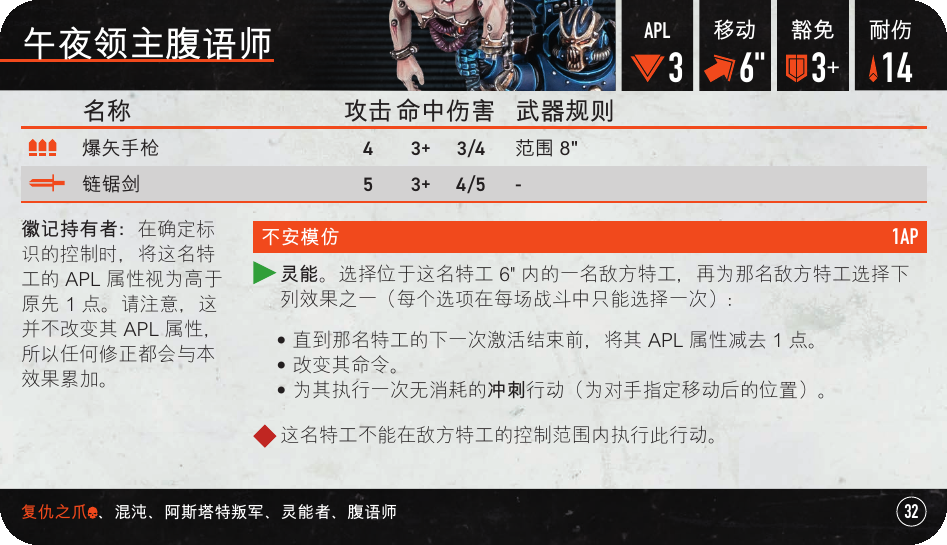 午夜领主腹语师
APL 移动 豁免 耐伤
3 6" 3+ 14
名称 攻击 命中 伤害 武器规则
爆矢手枪 4 3+ 3/4 范围 8"
链锯剑 5 3+ 4/5 -
徽记持有者：在确定标
识的控制时，将这名特
工的 APL 属性视为高于
原先 1 点。请注意，这
并不改变其 APL 属性，
所以任何修正都会与本
效果累加。
不安模仿 1AP
灵能。选择位于这名特工 6" 内的一名敌方特工，再为那名敌方特工选择下
列效果之一（每个选项在每场战斗中只能选择一次）：
• 直到那名特工的下一次激活结束前，将其 APL 属性减去 1 点。
• 改变其命令。
• 为其执行一次无消耗的冲刺行动（为对手指定移动后的位置）。
这名特工不能在敌方特工的控制范围内执行此行动。
复仇之爪、混沌、阿斯塔特叛军、灵能者、腹语师
32